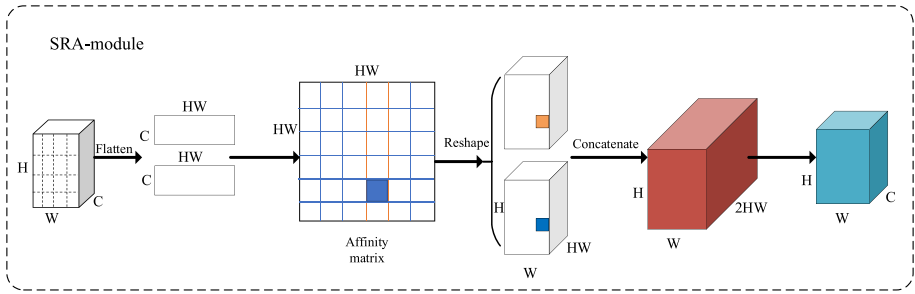 SRA-module
H
W
C
Flatten
HW
C
HW
C
HW
HW
Affinity
matrix
Reshape
H
W
HW
Concatenate
H
W
2HW
H
W
C